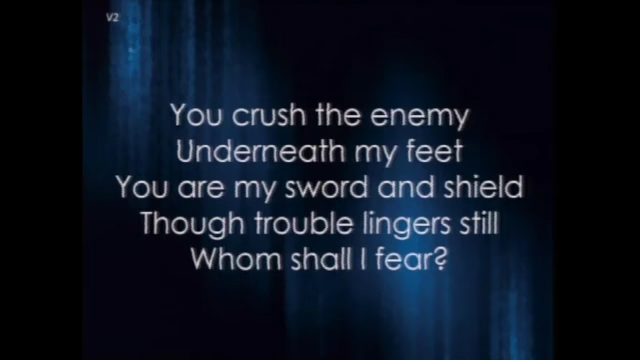 V2
You crush the enemy
Underneath my feet
You are my sword and shield
Though trouble lingers still
Whom shall I fear?